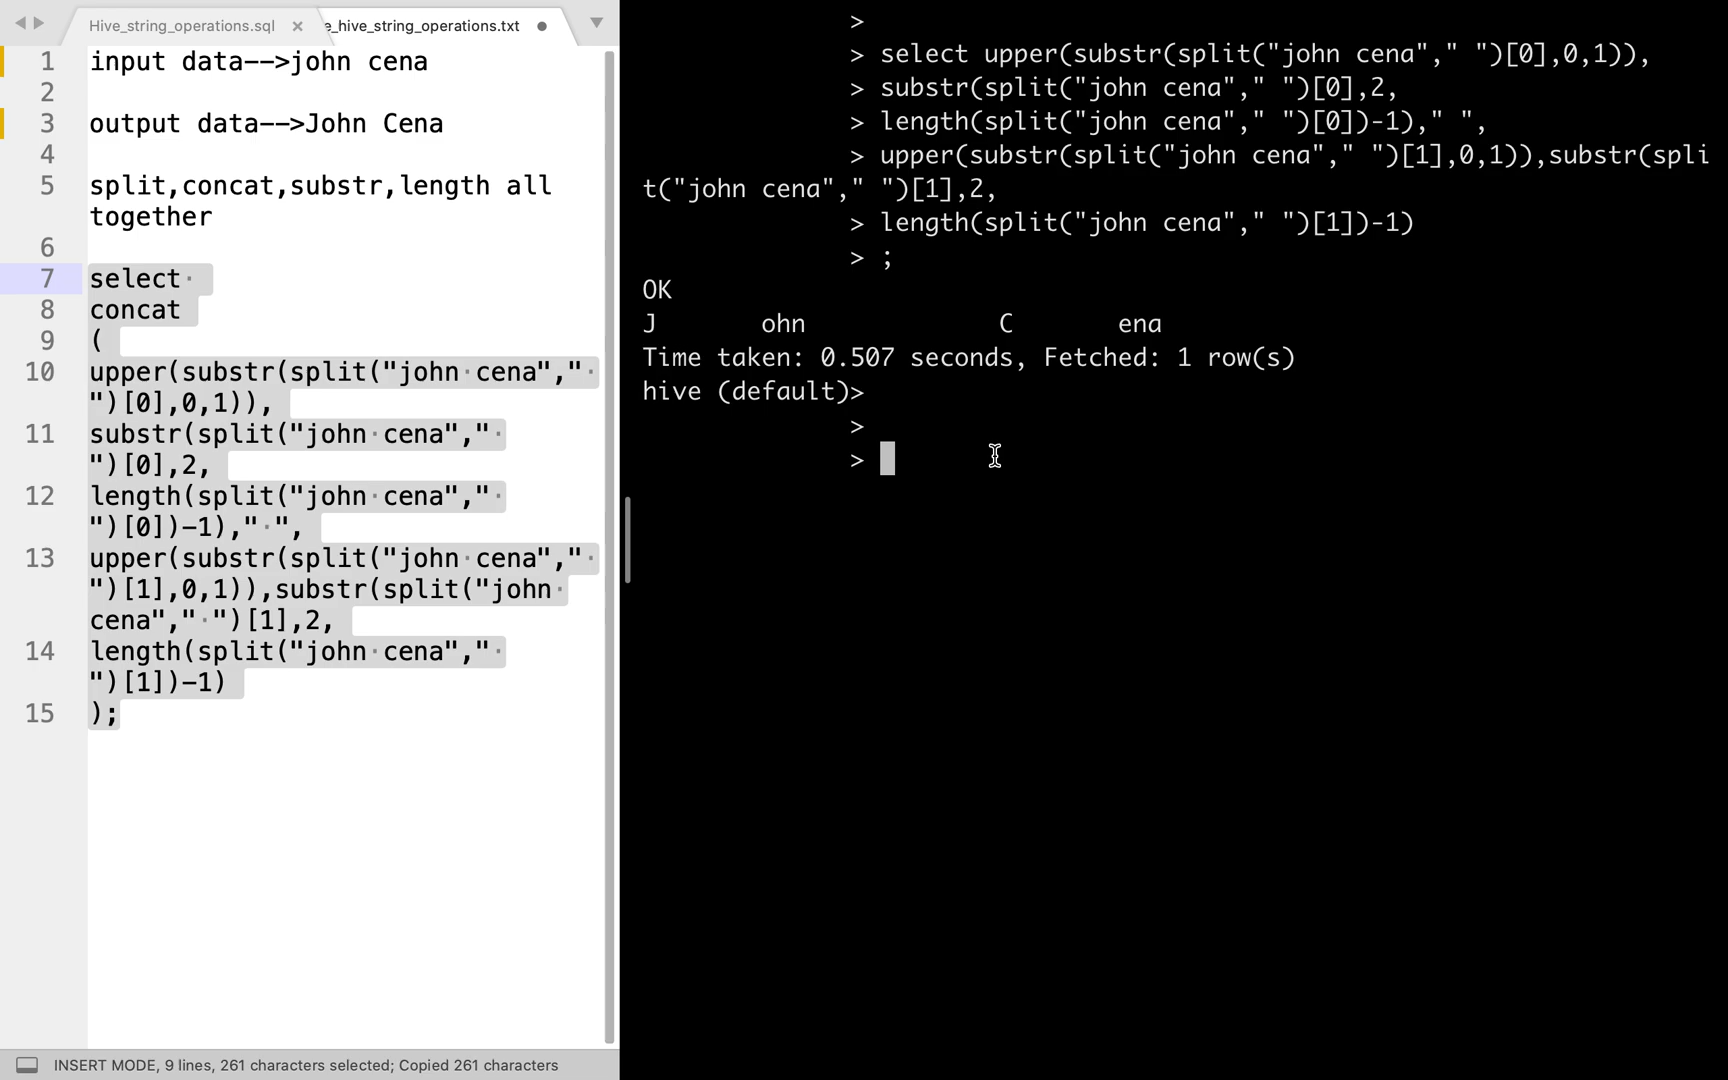 Hive_string_operations.sql × e_hive_string_operations.txt
1 input data-->john cena
2
3 output data-->John Cena
4
5 split,concat,substr,length all
together
6
7 select·
8 concat
9 (
10 upper(substr(split("john·cena","·
")[0],0,1)),
11 substr(split("john·cena","·
")[0],2,
12 length(split("john·cena","·
")[0])-1),"·",
13 upper(substr(split("john·cena","·
")[1],0,1)),substr(split("john·
cena","·")[1],2,
14 length(split("john·cena","·
")[1])-1)
15 );
INSERT MODE, 9 lines, 261 characters selected; Copied 261 characters
>
> select upper(substr(split("john cena"," ")[0],0,1)),
> substr(split("john cena"," ")[0],2,
> length(split("john cena"," ")[0])-1)," ",
> upper(substr(split("john cena"," ")[1],0,1)),substr(spli
t("john cena"," ")[1],2,
> length(split("john cena"," ")[1])-1)
> ;
OK
J ohn C ena
Time taken: 0.507 seconds, Fetched: 1 row(s)
hive (default)>
>
>